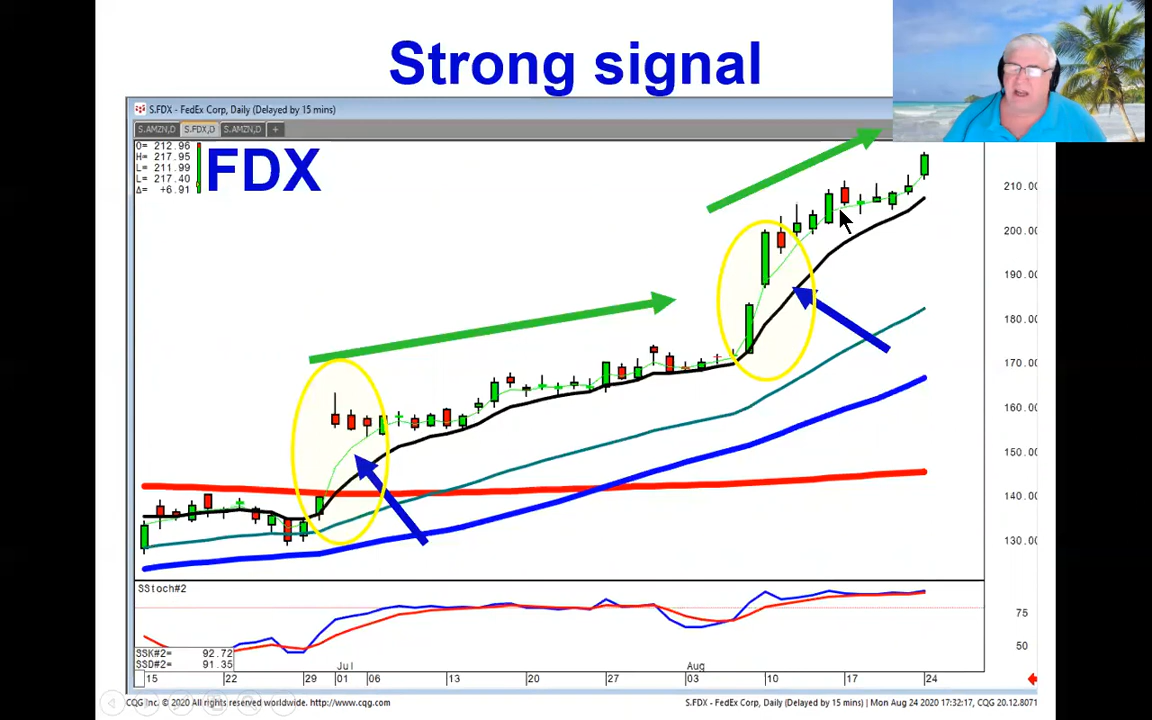 Strong signal
S.FDX - FedEx Corp, Daily (Delayed by 15 mins)
S.AMZN,D S.FDX,D S.AMZN,D +
O= 212.96
H= 217.95
L= 211.99
L= 217.40
Δ= +6.91
FDX
210.00
200.00
190.00
180.00
170.00
160.00
150.00
140.00
130.00
SStoch#2
75
50
SSK#2= 92.72
SSD#2= 91.35
Jul Aug
15 22 29 01 06 13 20 27 03 10 17 24
CQG Inc. © 2020 All rights reserved worldwide. http://www.cqg.com
S.FDX - FedEx Corp, Daily (Delayed by 15 mins) | Mon Aug 24 2020 17:32:17, CQG 20.12.8071